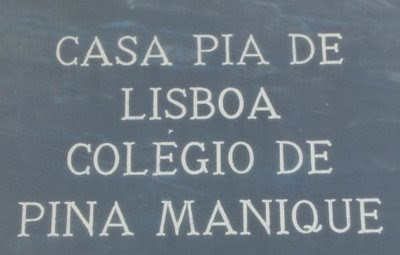 CASA PIA DE
LISBOA
COLÉGIO DE
PINA MANIQUE